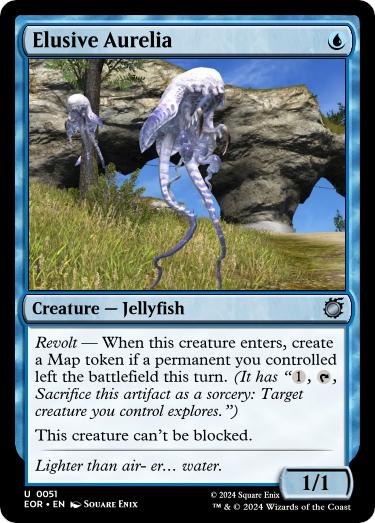 Elusive Aurelia
Creature — Jellyfish
Revolt — When this creature enters, create
a Map token if a permanent you controlled
left the battlefield this turn. (It has “1, T,
Sacrifice this artifact as a sorcery: Target
creature you control explores.”)
This creature can’t be blocked.
Lighter than air- er… water.
1/1
U 0051
EOR • EN SQUARE ENIX
© 2024 Square Enix
™ & © 2024 Wizards of the Coast